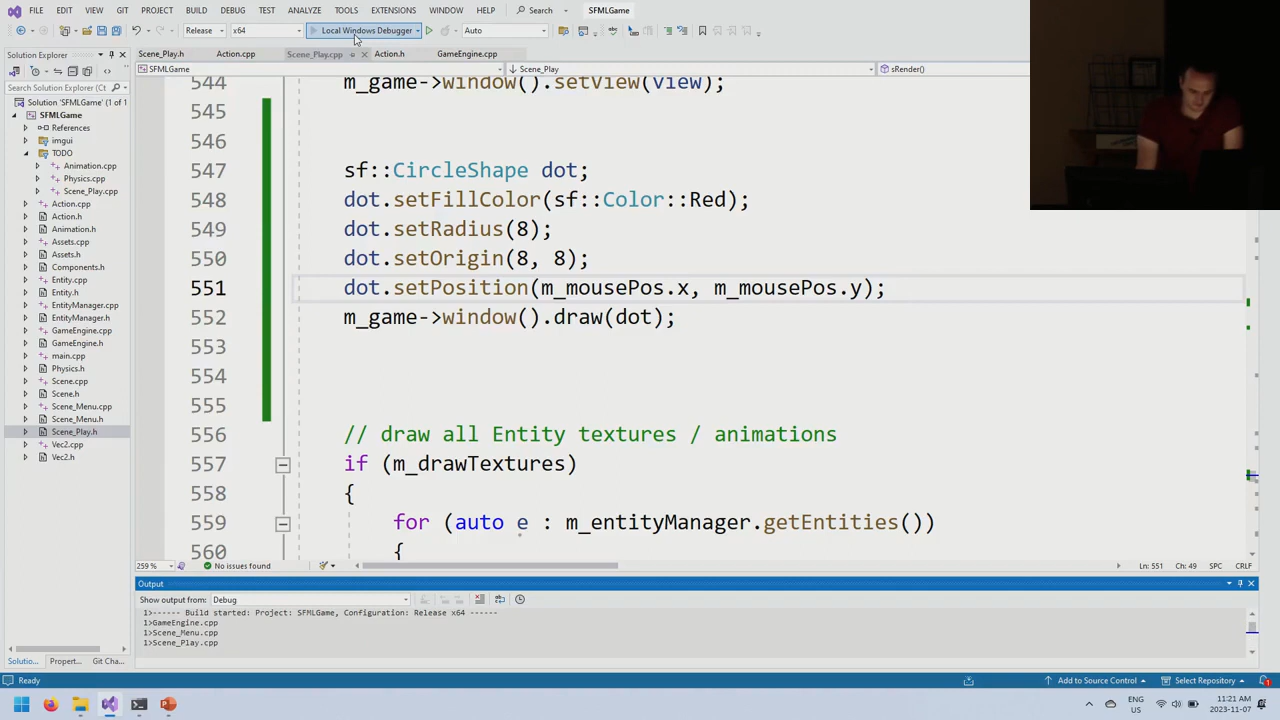 FILE EDIT VIEW GIT PROJECT BUILD DEBUG TEST ANALYZE TOOLS EXTENSIONS WINDOW HELP Search SFMLGame
Release x64 Local Windows Debugger Auto
Solution Explorer
Scene_Play.h Action.cpp Scene_Play.cpp Action.h GameEngine.cpp
SFMLGame Scene_Play sRender()
Search Solution Explorer (Ct
Solution 'SFMLGame' (1 of 1
SFMLGame
References
imgui
TODO
Animation.cpp
Physics.cpp
Scene_Play.cpp
Action.cpp
Action.h
Animation.h
Assets.cpp
Assets.h
Components.h
Entity.cpp
Entity.h
EntityManager.cpp
EntityManager.h
GameEngine.cpp
GameEngine.h
main.cpp
Physics.h
Scene.cpp
Scene.h
Scene_Menu.cpp
Scene_Menu.h
Scene_Play.h
Vec2.cpp
Vec2.h
Soluti... Propert... Git Cha...
544 m_game->window().setView(view);
545
546
547 sf::CircleShape dot;
548 dot.setFillColor(sf::Color::Red);
549 dot.setRadius(8);
550 dot.setOrigin(8, 8);
551 dot.setPosition(m_mousePos.x, m_mousePos.y);
552 m_game->window().draw(dot);
553
554
555
556 // draw all Entity textures / animations
557 if (m_drawTextures)
558 {
559 for (auto e : m_entityManager.getEntities())
560 {
259 % No issues found Ln: 551 Ch: 49 SPC CRLF
Output
Show output from: Debug
1>------ Build started: Project: SFMLGame, Configuration: Release x64 ------
1>GameEngine.cpp
1>Scene_Menu.cpp
1>Scene_Play.cpp
Ready Add to Source Control Select Repository 1
ENG
US
11:21 AM
2023-11-07